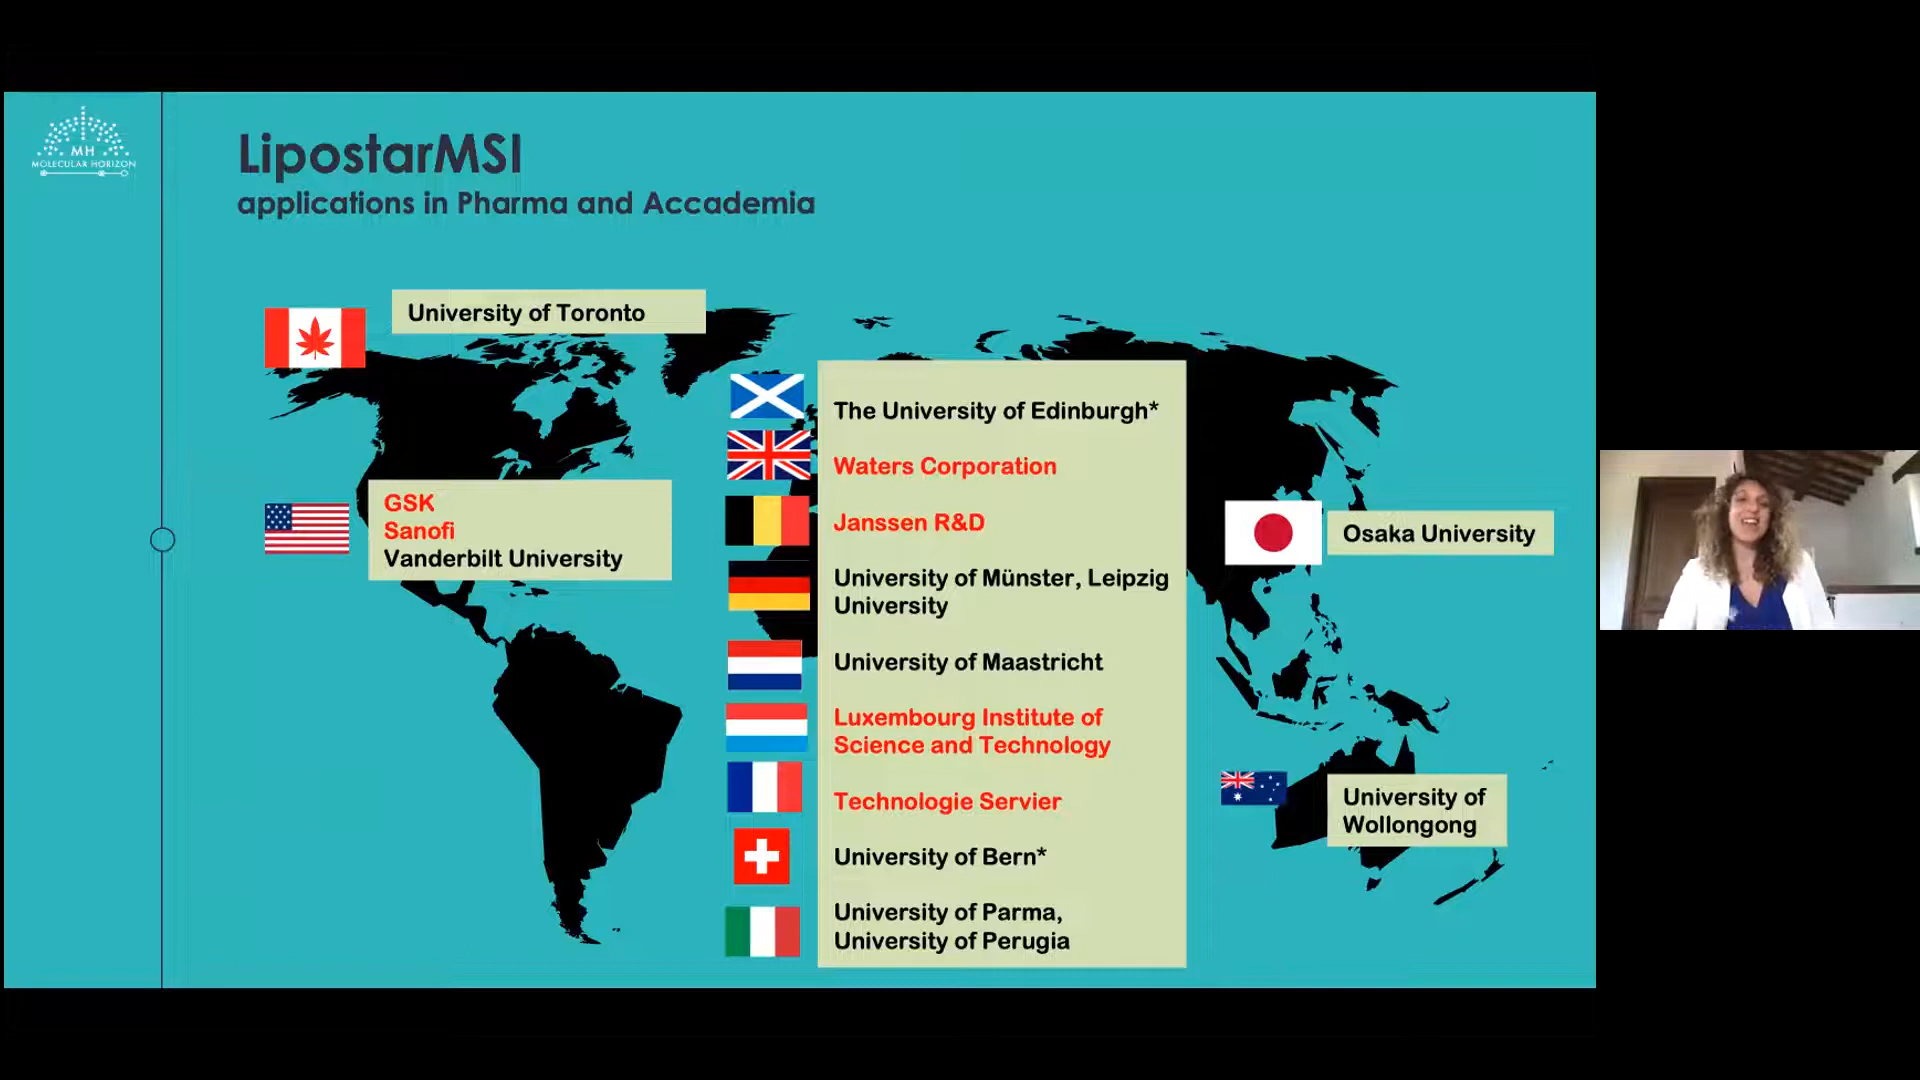 MH
MOLECULAR HORIZON
LipostarMSI
applications in Pharma and Accademia
University of Toronto
GSK
Sanofi
Vanderbilt University
The University of Edinburgh*
Waters Corporation
Janssen R&D
University of Münster, Leipzig
University
University of Maastricht
Luxembourg Institute of
Science and Technology
Technologie Servier
University of Bern*
University of Parma,
University of Perugia
Osaka University
University of
Wollongong